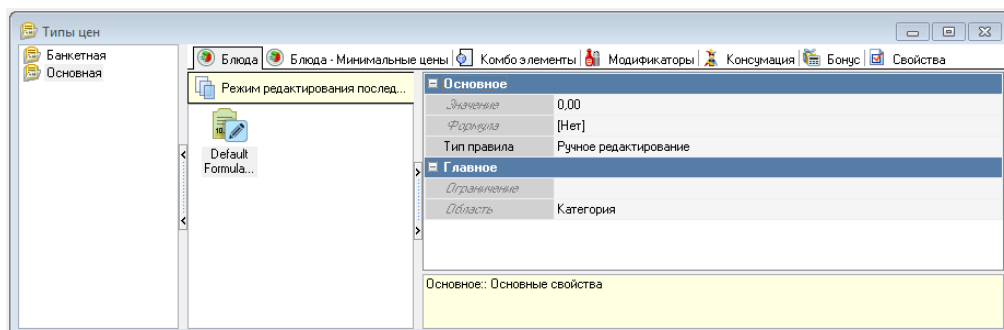 Типы цен
Банкетная
Основная
Блюда Блюда - Минимальные цены Комбо элементы Модификаторы Консумация Бонус Свойства
Режим редактирования послед...
Default
Formula...
Основное
Значение 0,00
Формула [Нет]
Тип правила Ручное редактирование
Главное
Ограничение
Область Категория
Основное:: Основные свойства